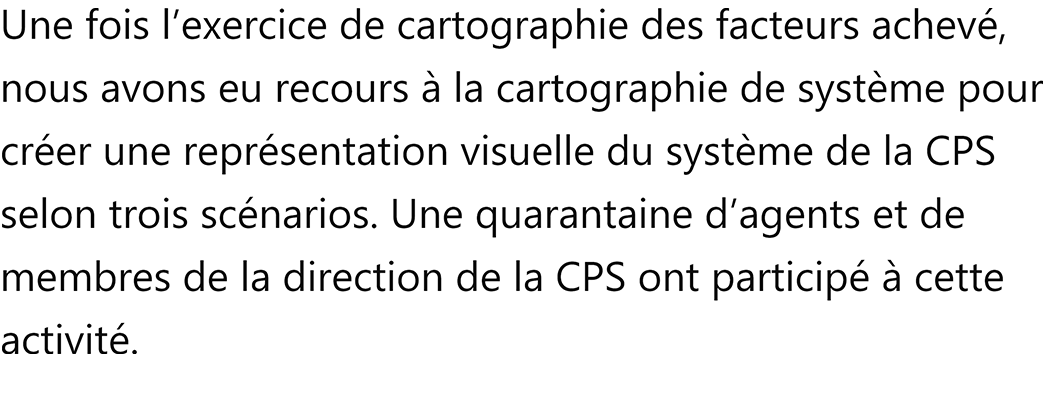 Une fois l’exercice de cartographie des facteurs achevé,
nous avons eu recours à la cartographie de système pour
créer une représentation visuelle du système de la CPS
selon trois scénarios. Une quarantaine d’agents et de
membres de la direction de la CPS ont participé à cette
activité.